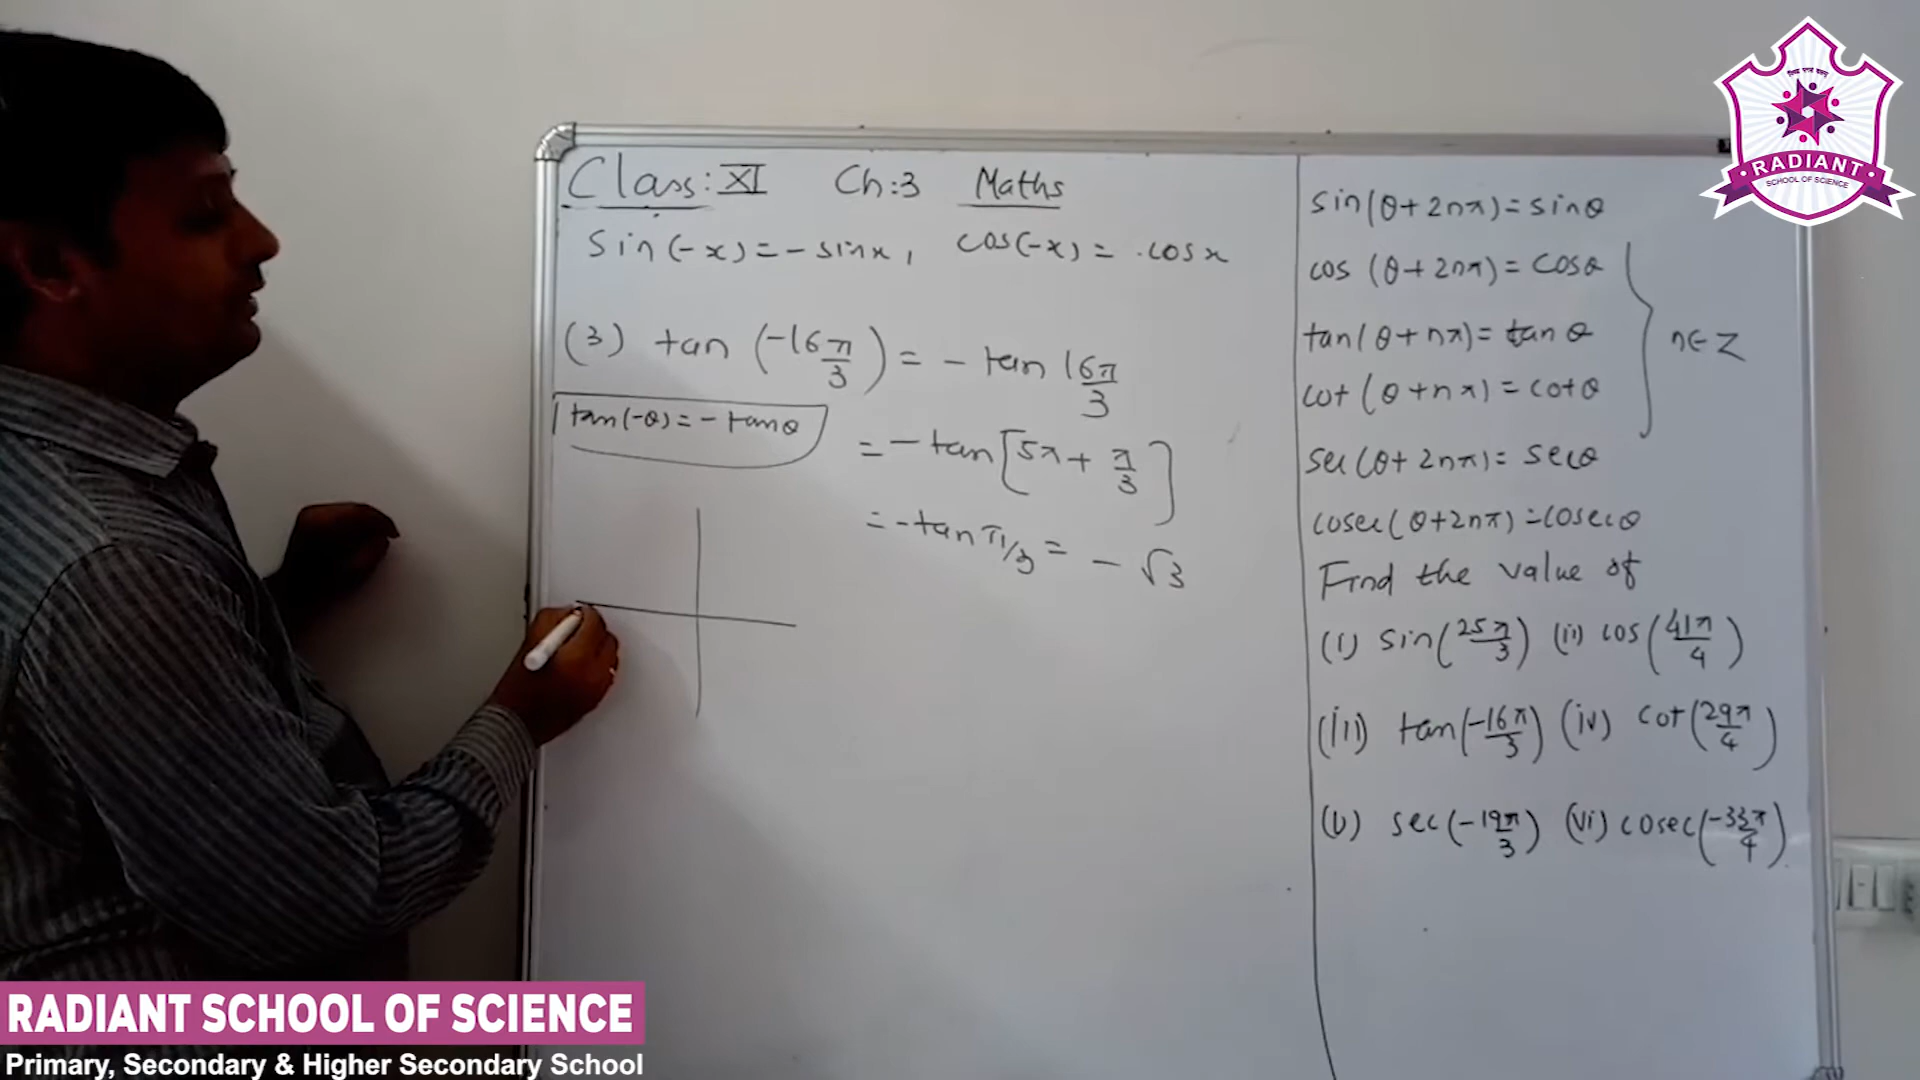 Class: XI Ch:3 Maths
sin(-x) = - sinx, cos(-x) = cosx
(3) tan (-16π/3) = - tan 16π/3
tan(-θ) = - tanθ
= - tan [5π + π/3]
= - tan π/3 = - √3
sin(θ+2nπ) = sinθ
cos (θ+2nπ) = cosθ
tan(θ+nπ) = tan θ
cot (θ+nπ) = cotθ
n∈Z
sec(θ+2nπ) = secθ
cosec(θ+2nπ) = cosecθ
Find the value of
(i) sin(25π/3) (ii) cos(41π/4)
(iii) tan(-16π/3) (iv) cot(29π/4)
(v) sec(-19π/3) (vi) cosec(-33π/4)
RADIANT
SCHOOL OF SCIENCE
RADIANT SCHOOL OF SCIENCE
Primary, Secondary & Higher Secondary School